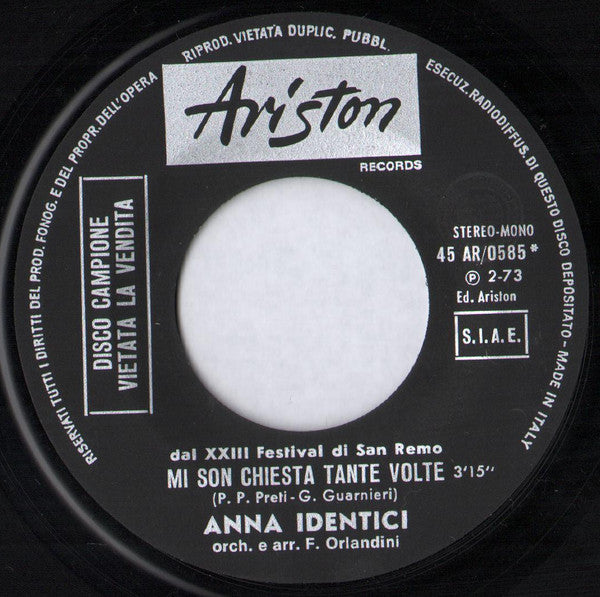 RISERVATI TUTTI I DIRITTI DEL PROD. FONOG. E DEL PROPR. DELL'OPERA RIPROD. VIETATA DUPLIC. PUBBL. ESECUZ. RADIODIFFUS. DI QUESTO DISCO DEPOSITATO - MADE IN ITALY
Ariston
RECORDS
DISCO CAMPIONE
VIETATA LA VENDITA
STEREO-MONO
45 AR/0585*
℗ 2-73
Ed. Ariston
S.I.A.E.
dal XXIII Festival di San Remo
MI SON CHIESTA TANTE VOLTE 3'15"
(P. P. Preti - G. Guarnieri)
ANNA IDENTICI
orch. e arr. F. Orlandini